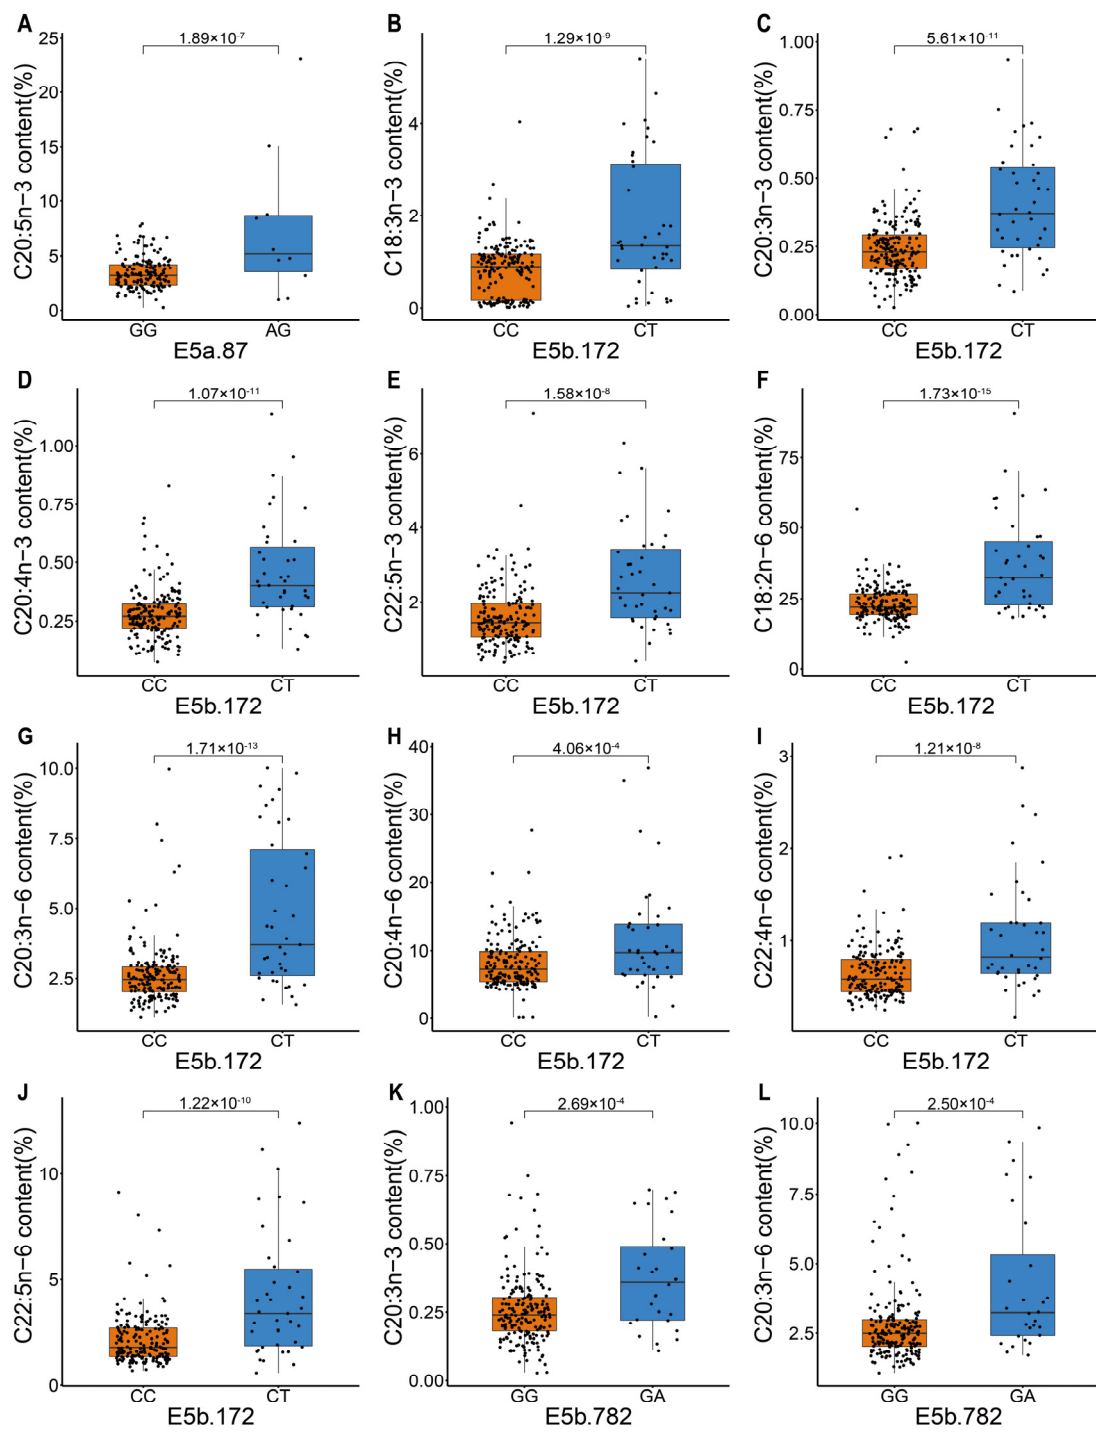 A
1.89×10⁻⁷
C20:5n−3 content(%)
25
20
15
10
5
0
GG AG
E5a.87
B
1.29×10⁻⁹
C18:3n−3 content(%)
4
2
0
CC CT
E5b.172
C
5.61×10⁻¹¹
C20:3n−3 content(%)
1.00
0.75
0.50
0.25
0.00
CC CT
E5b.172
D
1.07×10⁻¹¹
C20:4n−3 content(%)
1.00
0.75
0.50
0.25
CC CT
E5b.172
E
1.58×10⁻⁸
C22:5n−3 content(%)
6
4
2
CC CT
E5b.172
F
1.73×10⁻¹⁵
C18:2n−6 content(%)
75
50
25
0
CC CT
E5b.172
G
1.71×10⁻¹³
C20:3n−6 content(%)
10.0
7.5
5.0
2.5
CC CT
E5b.172
H
4.06×10⁻⁴
C20:4n−6 content(%)
40
30
20
10
0
CC CT
E5b.172
I
1.21×10⁻⁸
C22:4n−6 content(%)
3
2
1
CC CT
E5b.172
J
1.22×10⁻¹⁰
C22:5n−6 content(%)
10
5
0
CC CT
E5b.172
K
2.69×10⁻⁴
C20:3n−3 content(%)
1.00
0.75
0.50
0.25
0.00
GG GA
E5b.782
L
2.50×10⁻⁴
C20:3n−6 content(%)
10.0
7.5
5.0
2.5
GG GA
E5b.782